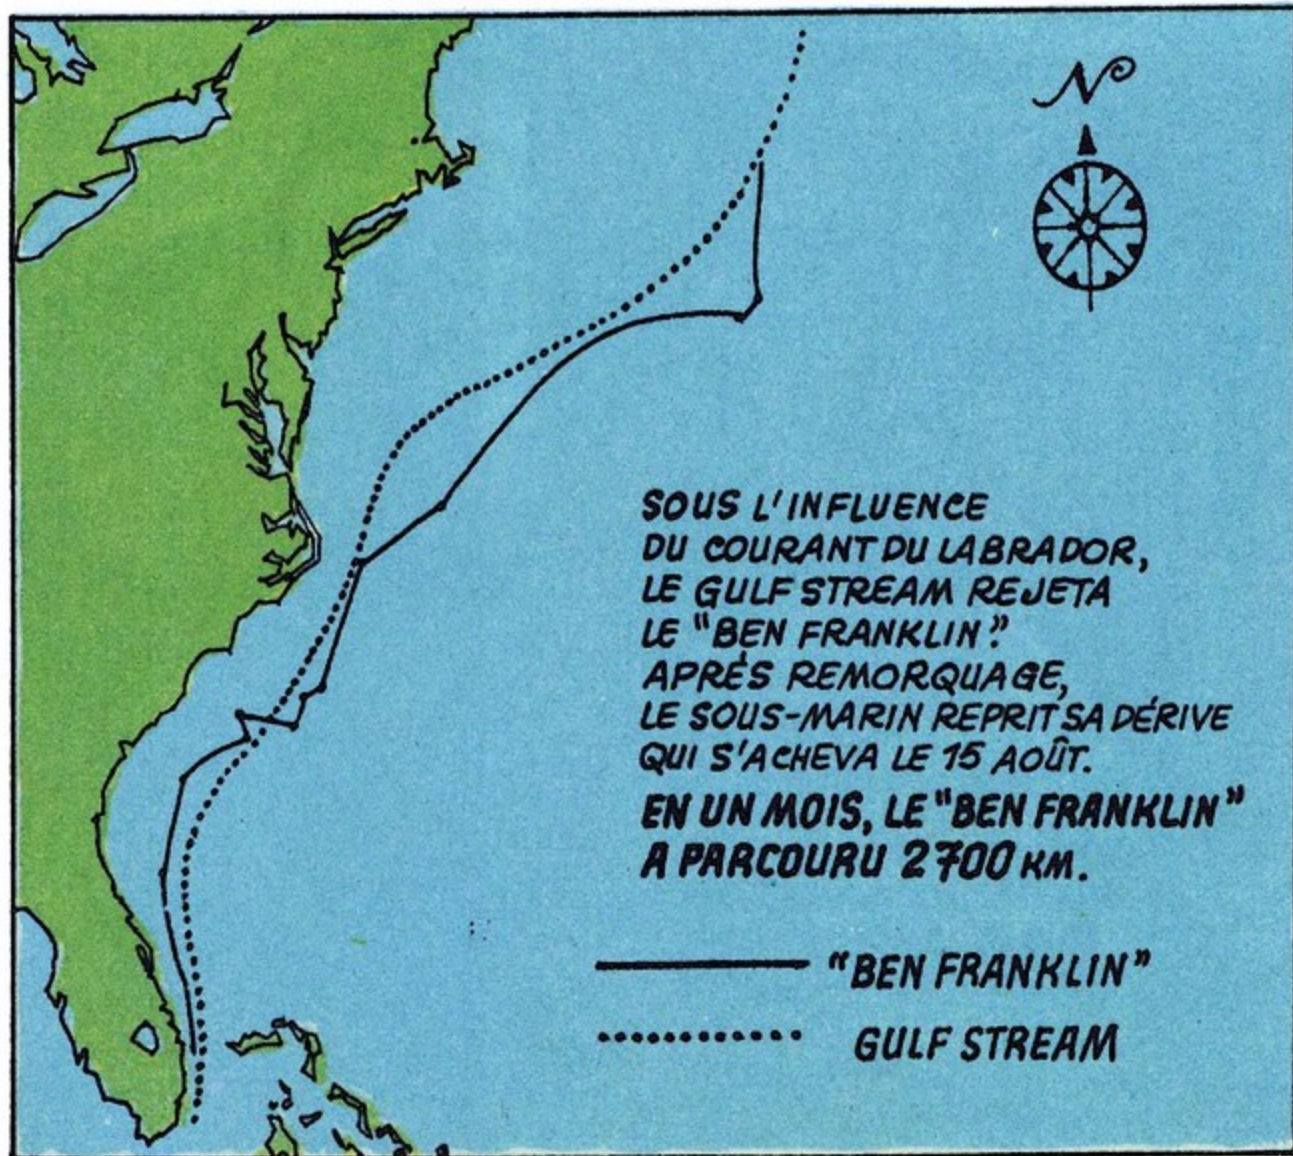 N
SOUS L'INFLUENCE
DU COURANT DU LABRADOR,
LE GULF STREAM REJETA
LE "BEN FRANKLIN".
APRÈS REMORQUAGE,
LE SOUS-MARIN REPRIT SA DÉRIVE
QUI S'ACHEVA LE 15 AOÛT.
EN UN MOIS, LE "BEN FRANKLIN"
A PARCOURU 2700 KM.
"BEN FRANKLIN"
GULF STREAM